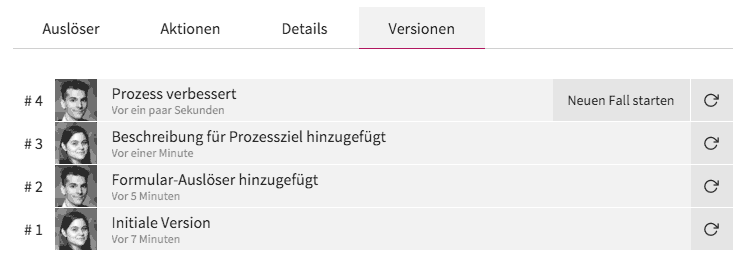 Auslöser Aktionen Details Versionen
# 4 Prozess verbessert Neuen Fall starten
Vor ein paar Sekunden
# 3 Beschreibung für Prozessziel hinzugefügt
Vor einer Minute
# 2 Formular-Auslöser hinzugefügt
Vor 5 Minuten
# 1 Initiale Version
Vor 7 Minuten